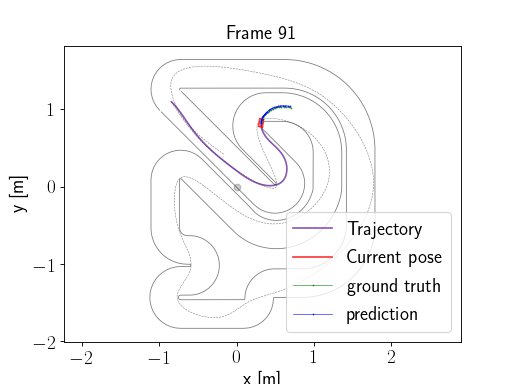 Frame 91
y [m]
1
0
−1
−2
−2
−1
0
1
2
x [m]
Trajectory
Current pose
ground truth
prediction